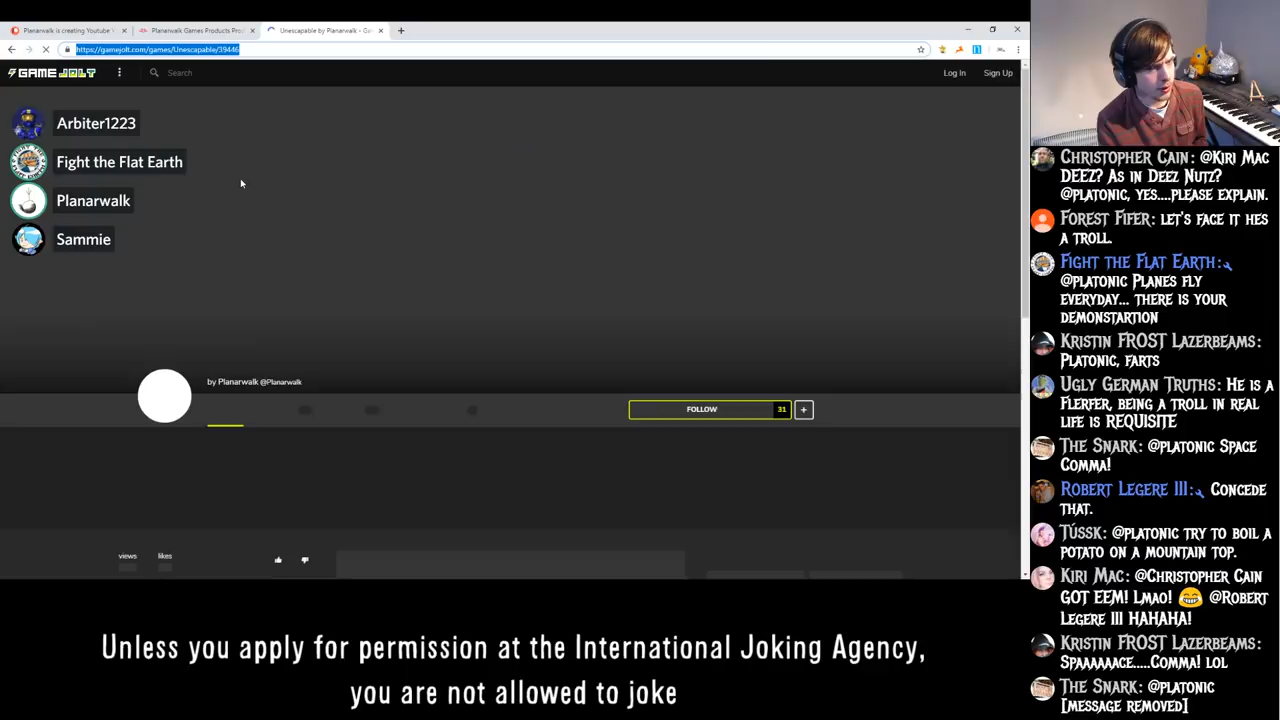 Planarwalk is creating Youtube V
Planarwalk Games Products Prod
Unescapable by Planarwalk - Ga
https://gamejolt.com/games/Unescapable/39446
GAME JOLT
Search
Log In
Sign Up
Arbiter1223
Fight the Flat Earth
Planarwalk
Sammie
by Planarwalk @Planarwalk
FOLLOW
31
views
likes
Unless you apply for permission at the International Joking Agency,
you are not allowed to joke
Christopher Cain: @Kiri Mac
DEEZ? As in Deez Nutz?
@platonic, yes....please explain.
Forest Fifer: let's face it hes
a troll.
Fight the Flat Earth:
@platonic Planes fly
everyday... there is your
demonstartion
Kristin FROST Lazerbeams:
Platonic, farts
Ugly German Truths: He is a
flerfer, being a troll in real
life is REQUISITE
The Snark: @platonic Space
Comma!
Robert Legere III: Concede
that.
Tússk: @platonic try to boil a
potato on a mountain top.
Kiri Mac: @Christopher Cain
GOT EEM! Lmao! 😂 @Robert
Legere III HAHAHA!
Kristin FROST Lazerbeams:
Spaaaaace.....Comma! lol
The Snark: @platonic
[message removed]